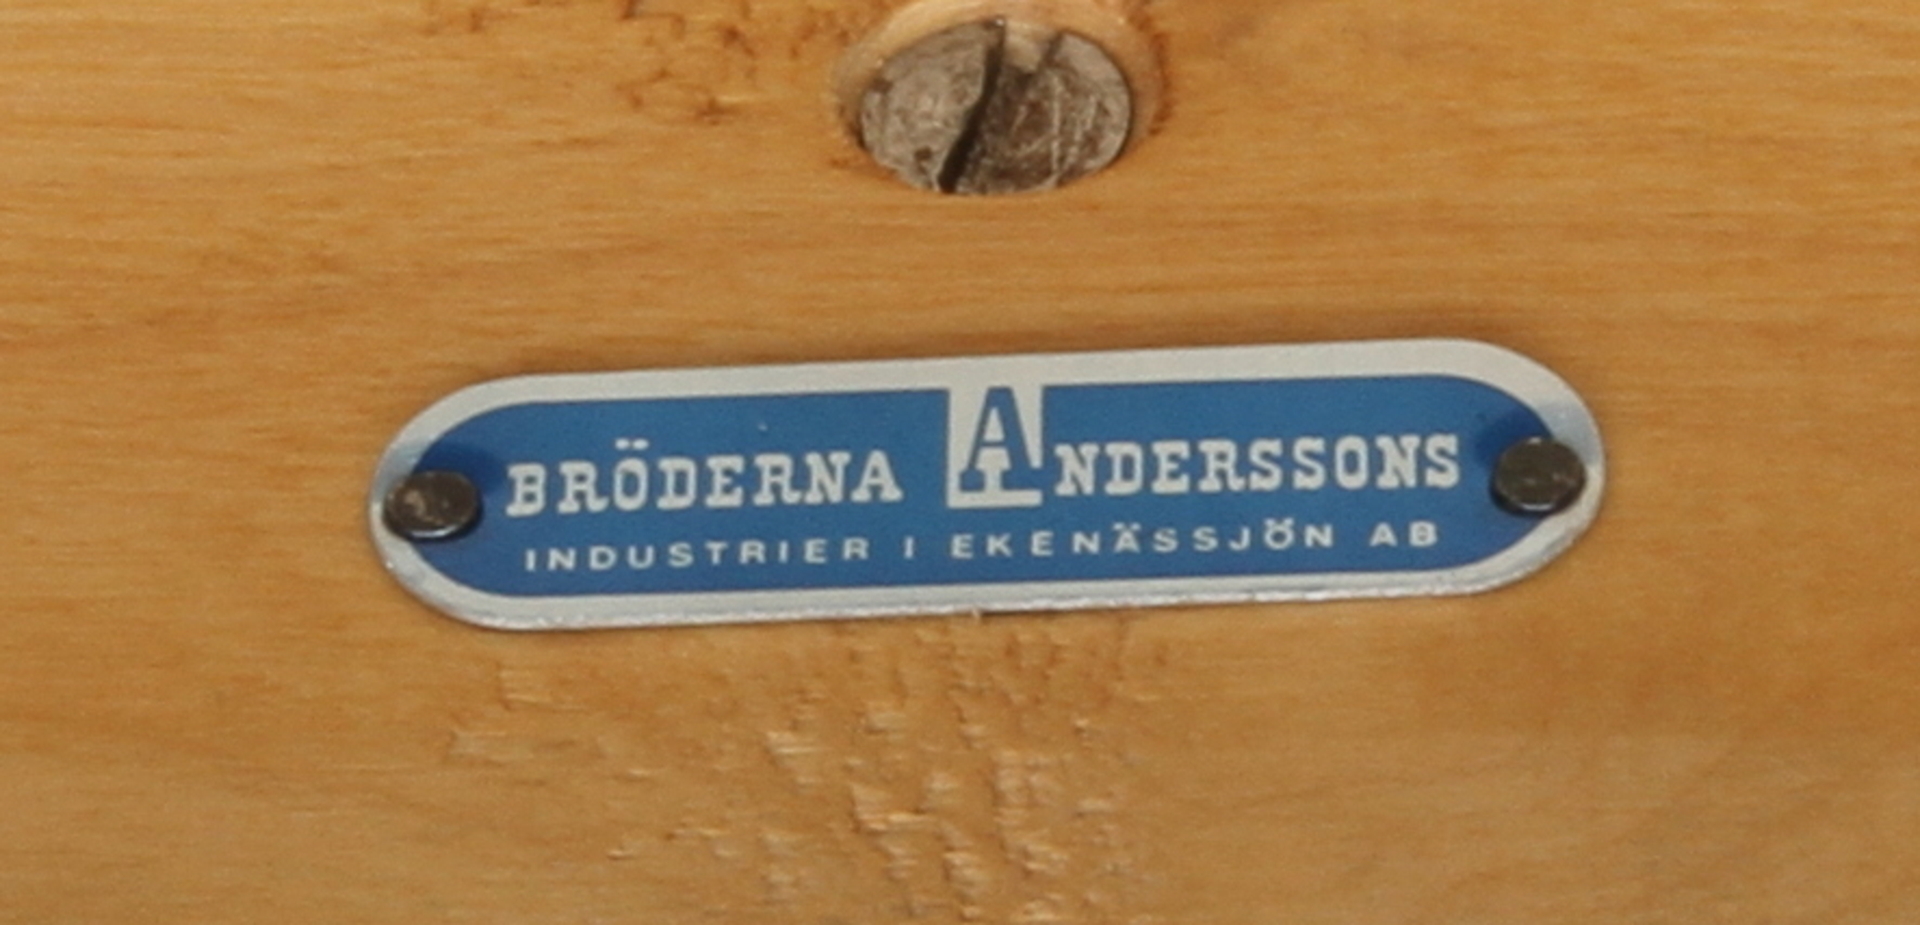 BRÖDERNA ANDERSSONS
INDUSTRIER I EKENÄSSJÖN AB